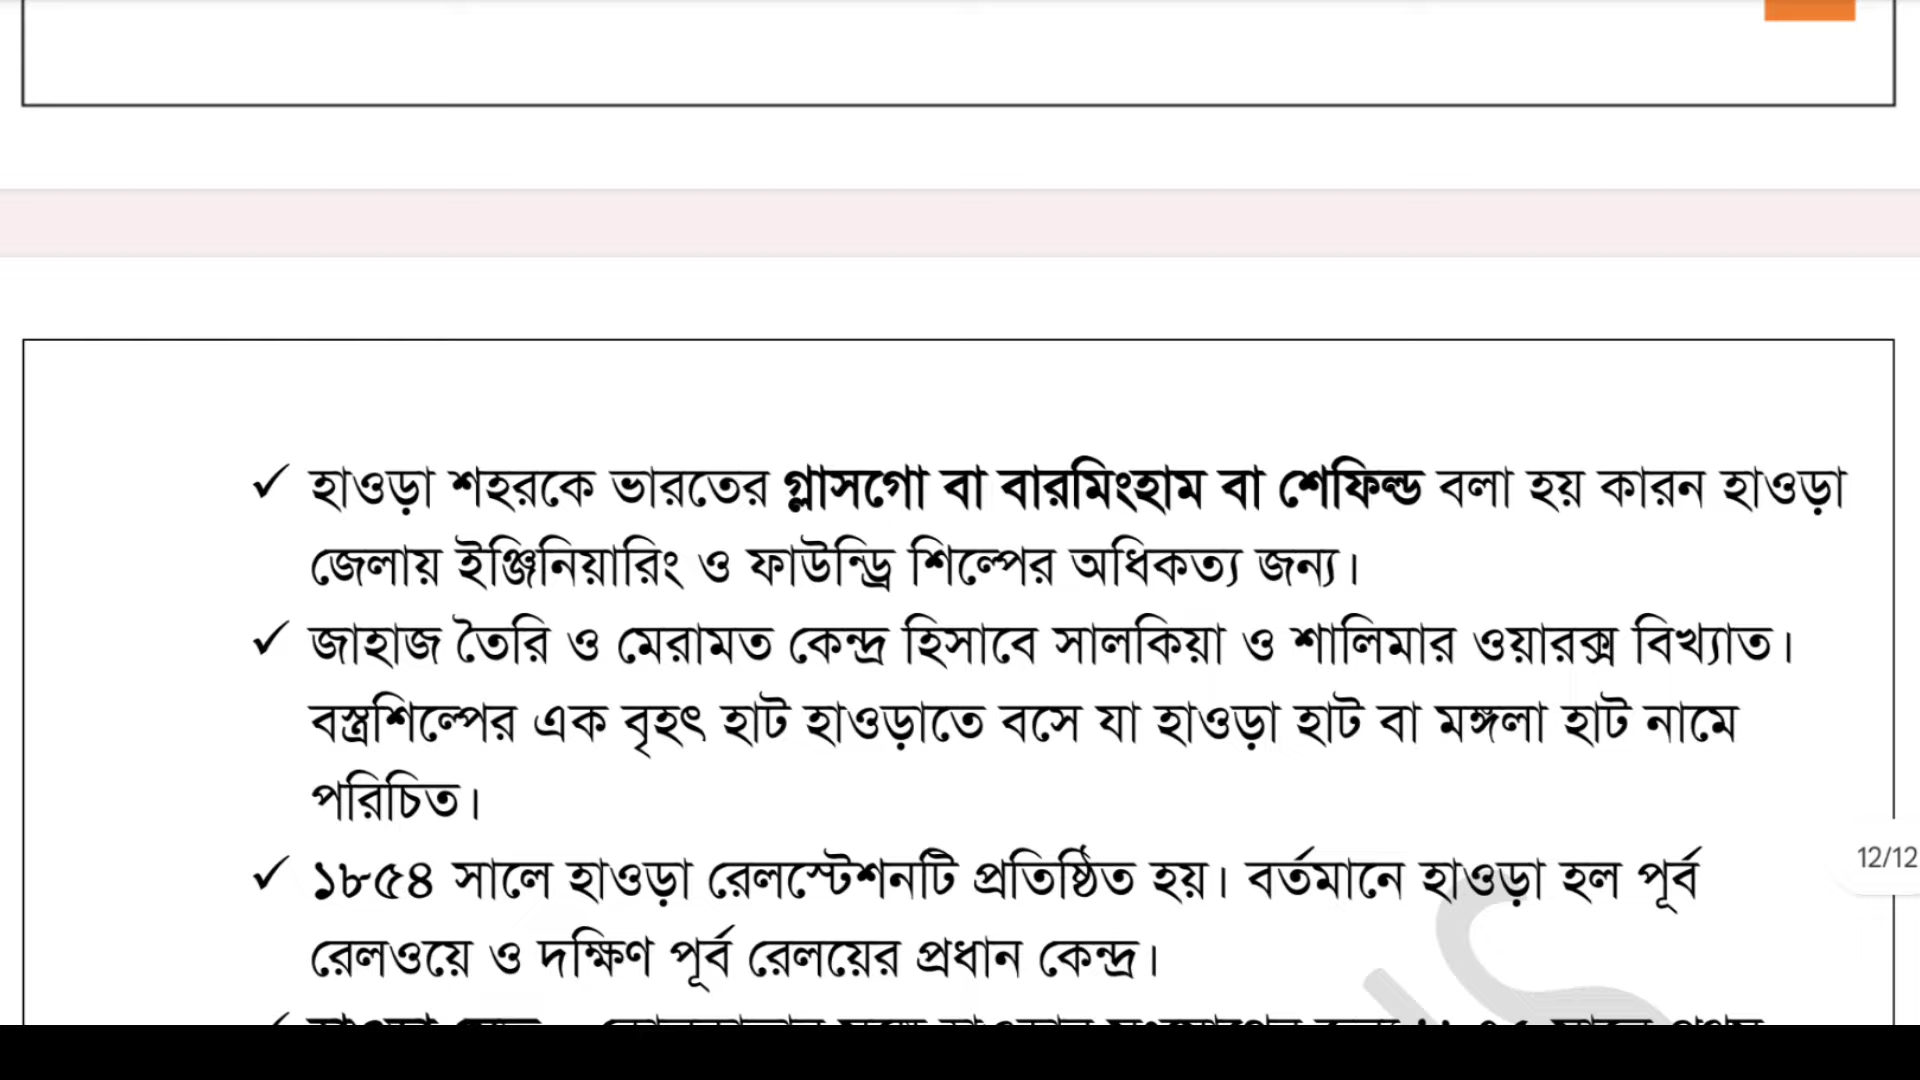 ✓ হাওড়া শহরকে ভারতের গ্লাসগো বা বারমিংহাম বা শেফিল্ড বলা হয় কারন হাওড়া
জেলায় ইঞ্জিনিয়ারিং ও ফাউন্ড্রি শিল্পের অধিকত্য জন্য।
✓ জাহাজ তৈরি ও মেরামত কেন্দ্র হিসাবে সালকিয়া ও শালিমার ওয়ারক্স বিখ্যাত।
বস্ত্রশিল্পের এক বৃহৎ হাট হাওড়াতে বসে যা হাওড়া হাট বা মঙ্গলা হাট নামে
পরিচিত।
12/12
✓ ১৮৫৪ সালে হাওড়া রেলস্টেশনটি প্রতিষ্ঠিত হয়। বর্তমানে হাওড়া হল পূর্ব
রেলওয়ে ও দক্ষিণ পূর্ব রেলয়ের প্রধান কেন্দ্র।